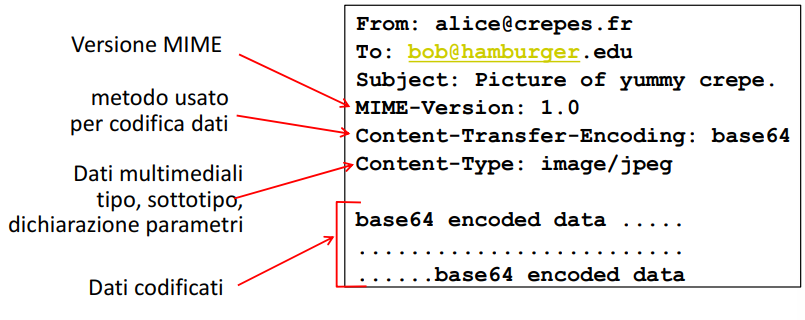 Versione MIME
metodo usato
per codifica dati
Dati multimediali
tipo, sottotipo,
dichiarazione parametri
Dati codificati
From: alice@crepes.fr
To: bob@hamburger.edu
Subject: Picture of yummy crepe.
MIME-Version: 1.0
Content-Transfer-Encoding: base64
Content-Type: image/jpeg
base64 encoded data .....
.........................
......base64 encoded data